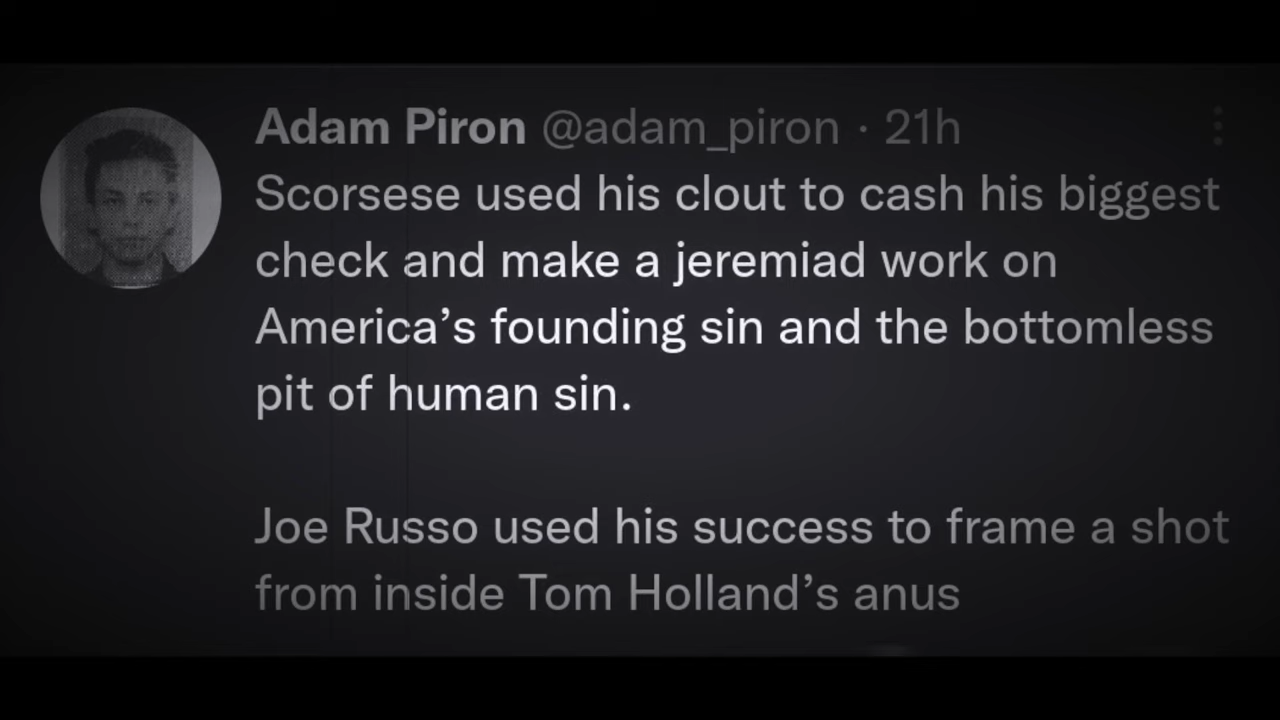 Adam Piron @adam_piron · 21h
Scorsese used his clout to cash his biggest
check and make a jeremiad work on
America’s founding sin and the bottomless
pit of human sin.
Joe Russo used his success to frame a shot
from inside Tom Holland’s anus